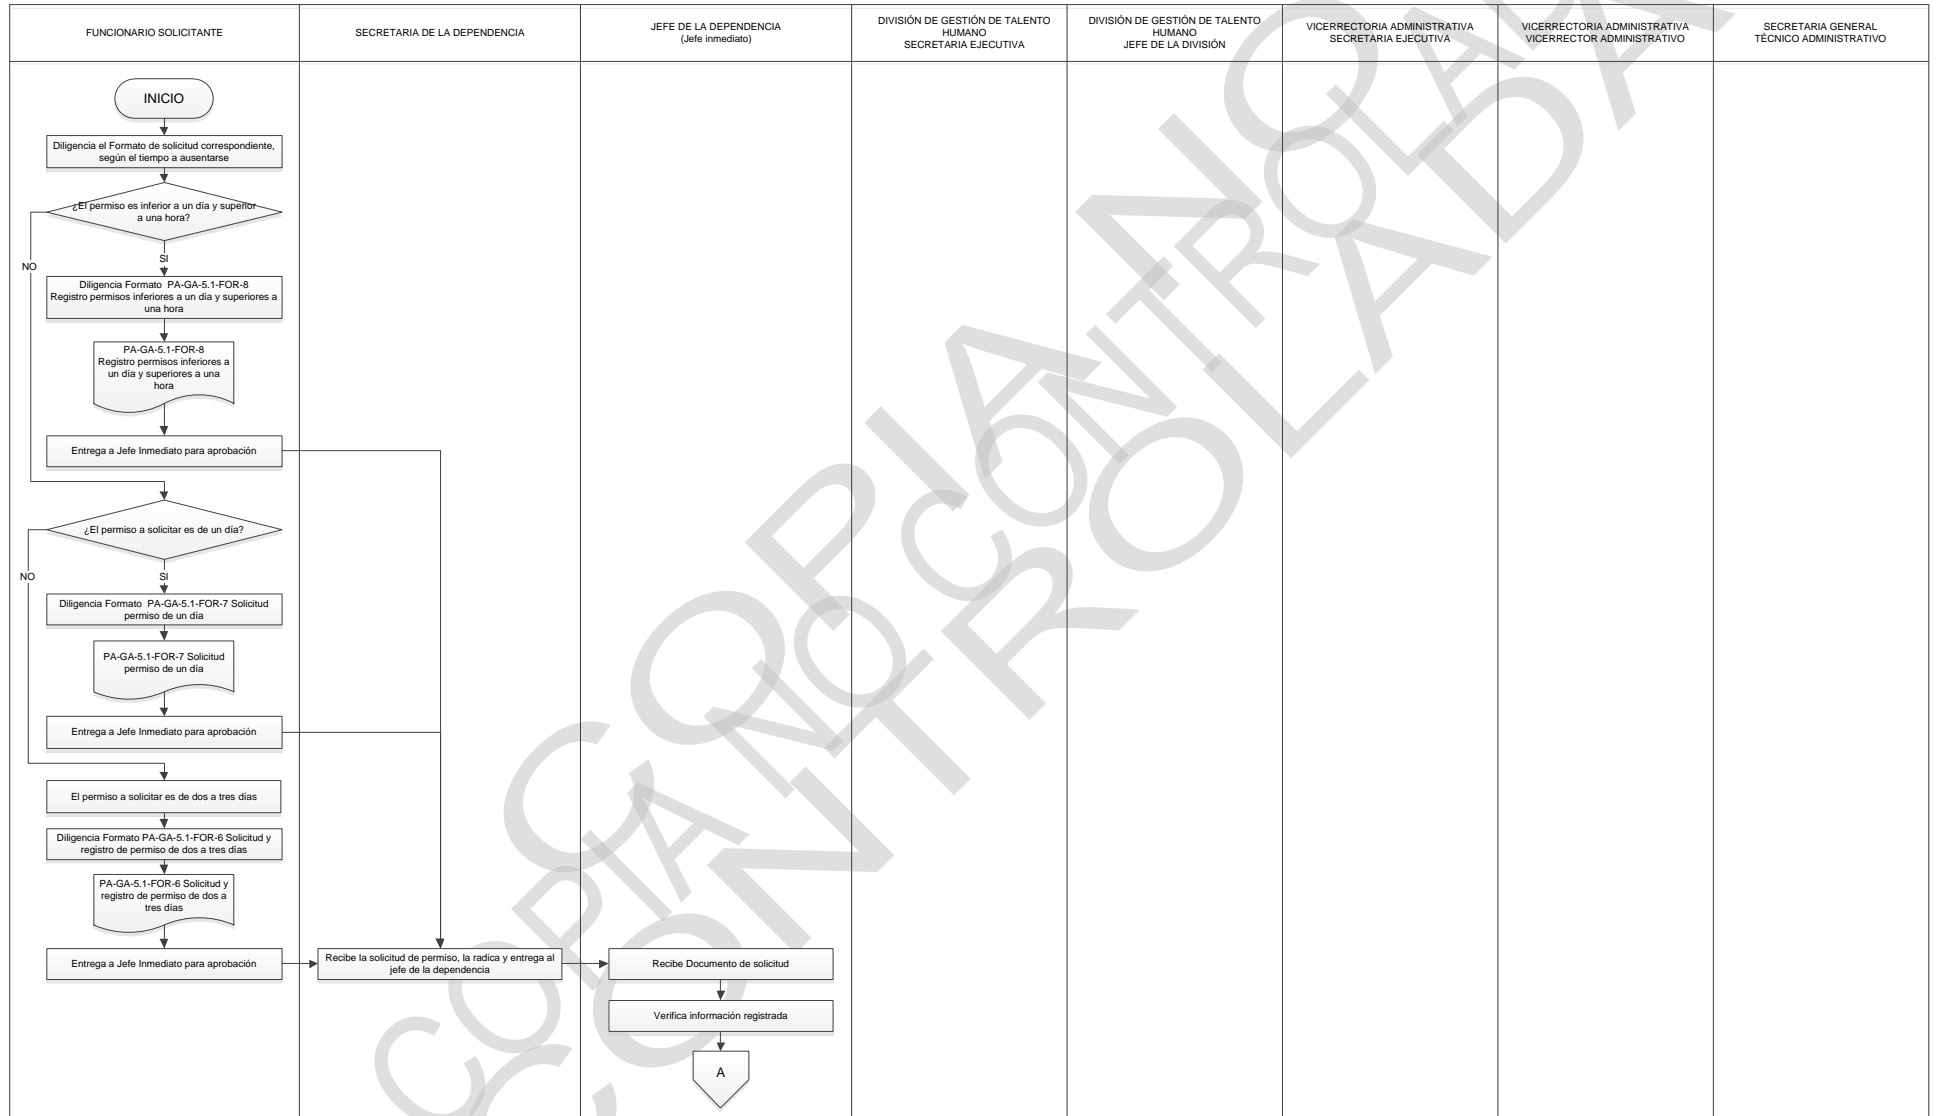 FUNCIONARIO SOLICITANTE
SECRETARIA DE LA DEPENDENCIA
JEFE DE LA DEPENDENCIA
(Jefe inmediato)
DIVISIÓN DE GESTIÓN DE TALENTO
HUMANO
SECRETARIA EJECUTIVA
DIVISIÓN DE GESTIÓN DE TALENTO
HUMANO
JEFE DE LA DIVISIÓN
VICERRECTORIA ADMINISTRATIVA
SECRETARIA EJECUTIVA
VICERRECTORIA ADMINISTRATIVA
VICERRECTOR ADMINISTRATIVO
SECRETARIA GENERAL
TÉCNICO ADMINISTRATIVO
INICIO
Diligencia el Formato de solicitud correspondiente,
según el tiempo a ausentarse
¿El permiso es inferior a un día y superior
a una hora?
SI
NO
Diligencia Formato PA-GA-5.1-FOR-8
Registro permisos inferiores a un día y superiores a
una hora
PA-GA-5.1-FOR-8
Registro permisos inferiores a
un día y superiores a una
hora
Entrega a Jefe Inmediato para aprobación
¿El permiso a solicitar es de un día?
NO
SI
Diligencia Formato PA-GA-5.1-FOR-7 Solicitud
permiso de un día
PA-GA-5.1-FOR-7 Solicitud
permiso de un día
Entrega a Jefe Inmediato para aprobación
El permiso a solicitar es de dos a tres días
Diligencia Formato PA-GA-5.1-FOR-6 Solicitud y
registro de permiso de dos a tres días
PA-GA-5.1-FOR-6 Solicitud y
registro de permiso de dos a
tres días
Entrega a Jefe Inmediato para aprobación
Recibe la solicitud de permiso, la radica y entrega al
jefe de la dependencia
Recibe Documento de solicitud
Verifica información registrada
A
COPIA NO
COPIA NO CONTROLADA
CONTROLADA